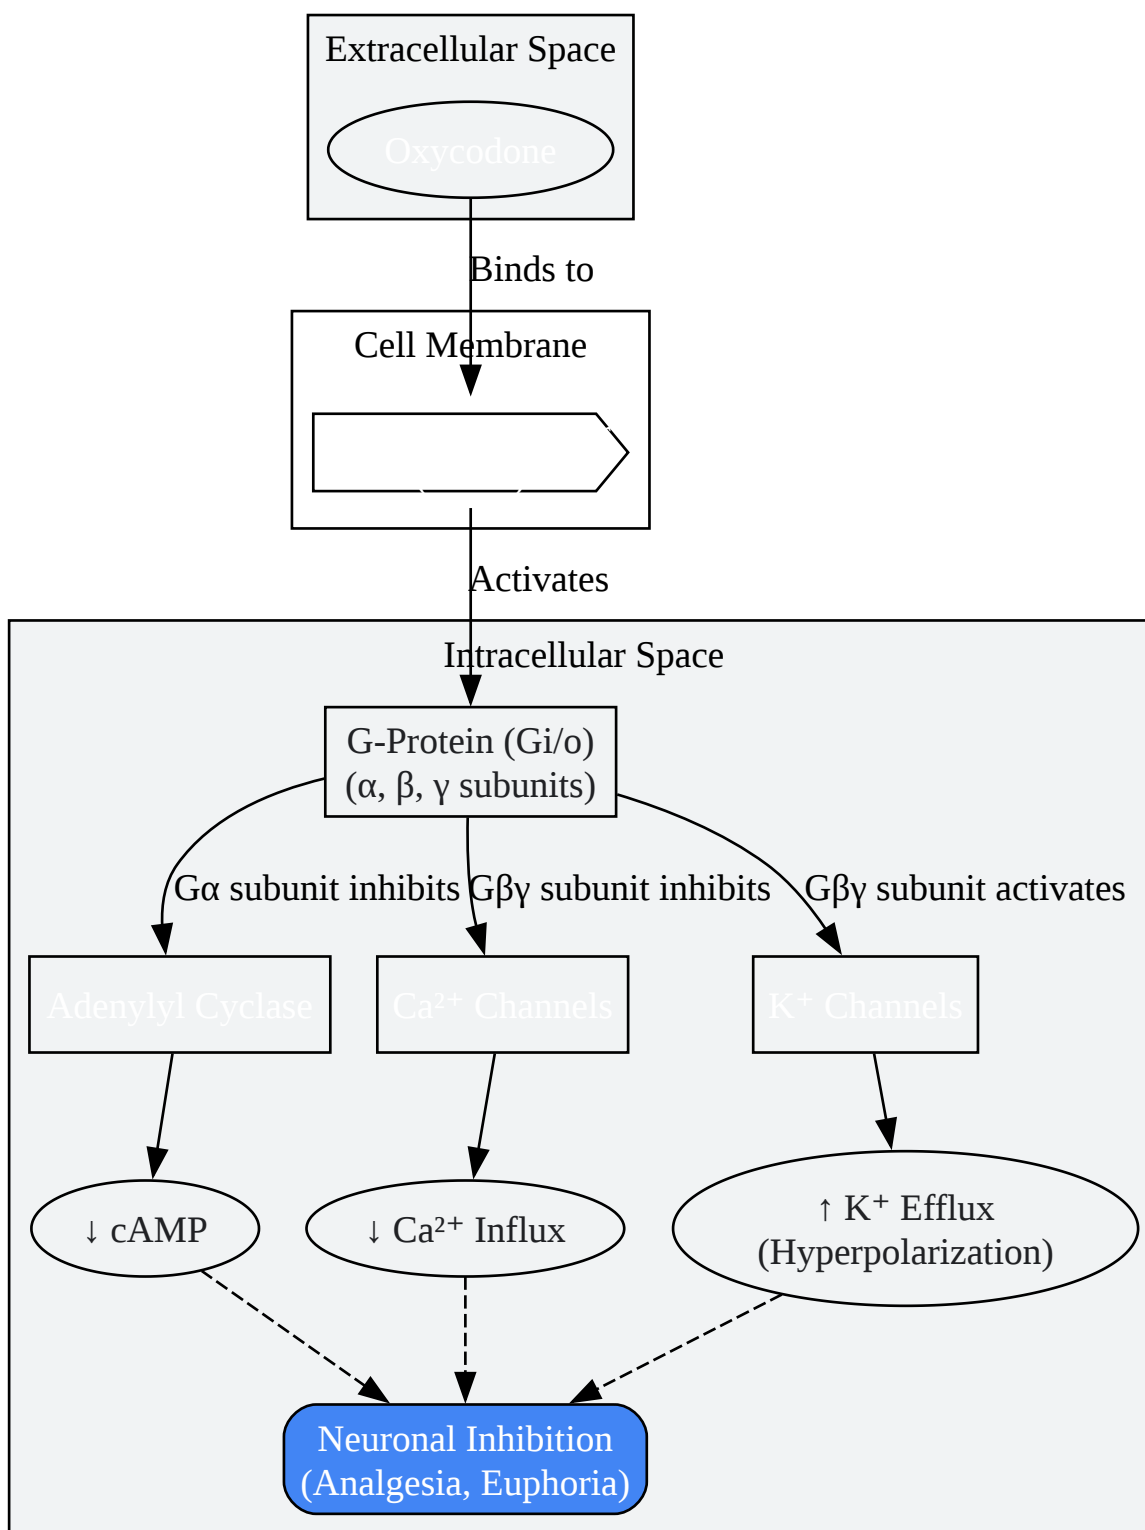 Extracellular Space
Oxycodone
Binds to
Cell Membrane
Activates
Intracellular Space
G-Protein (Gi/o)
(α, β, γ subunits)
Gα subunit inhibits
Gβγ subunit inhibits
Gβγ subunit activates
Adenylyl Cyclase
Ca²⁺ Channels
K⁺ Channels
↓ cAMP
↓ Ca²⁺ Influx
↑ K⁺ Efflux
(Hyperpolarization)
Neuronal Inhibition
(Analgesia, Euphoria)